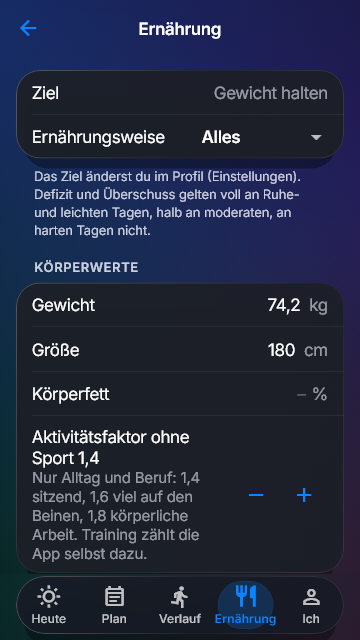 Ernährung
Ziel Gewicht halten
Ernährungsweise Alles
Das Ziel änderst du im Profil (Einstellungen).
Defizit und Überschuss gelten voll an Ruhe-
und leichten Tagen, halb an moderaten, an
harten Tagen nicht.
KÖRPERWERTE
Gewicht 74,2 kg
Größe 180 cm
Körperfett – %
Aktivitätsfaktor ohne
Sport 1,4
Nur Alltag und Beruf: 1,4
sitzend, 1,6 viel auf den
Beinen, 1,8 körperliche
Arbeit. Training zählt die
App selbst dazu.
Heute Plan Verlauf Ernährung Ich